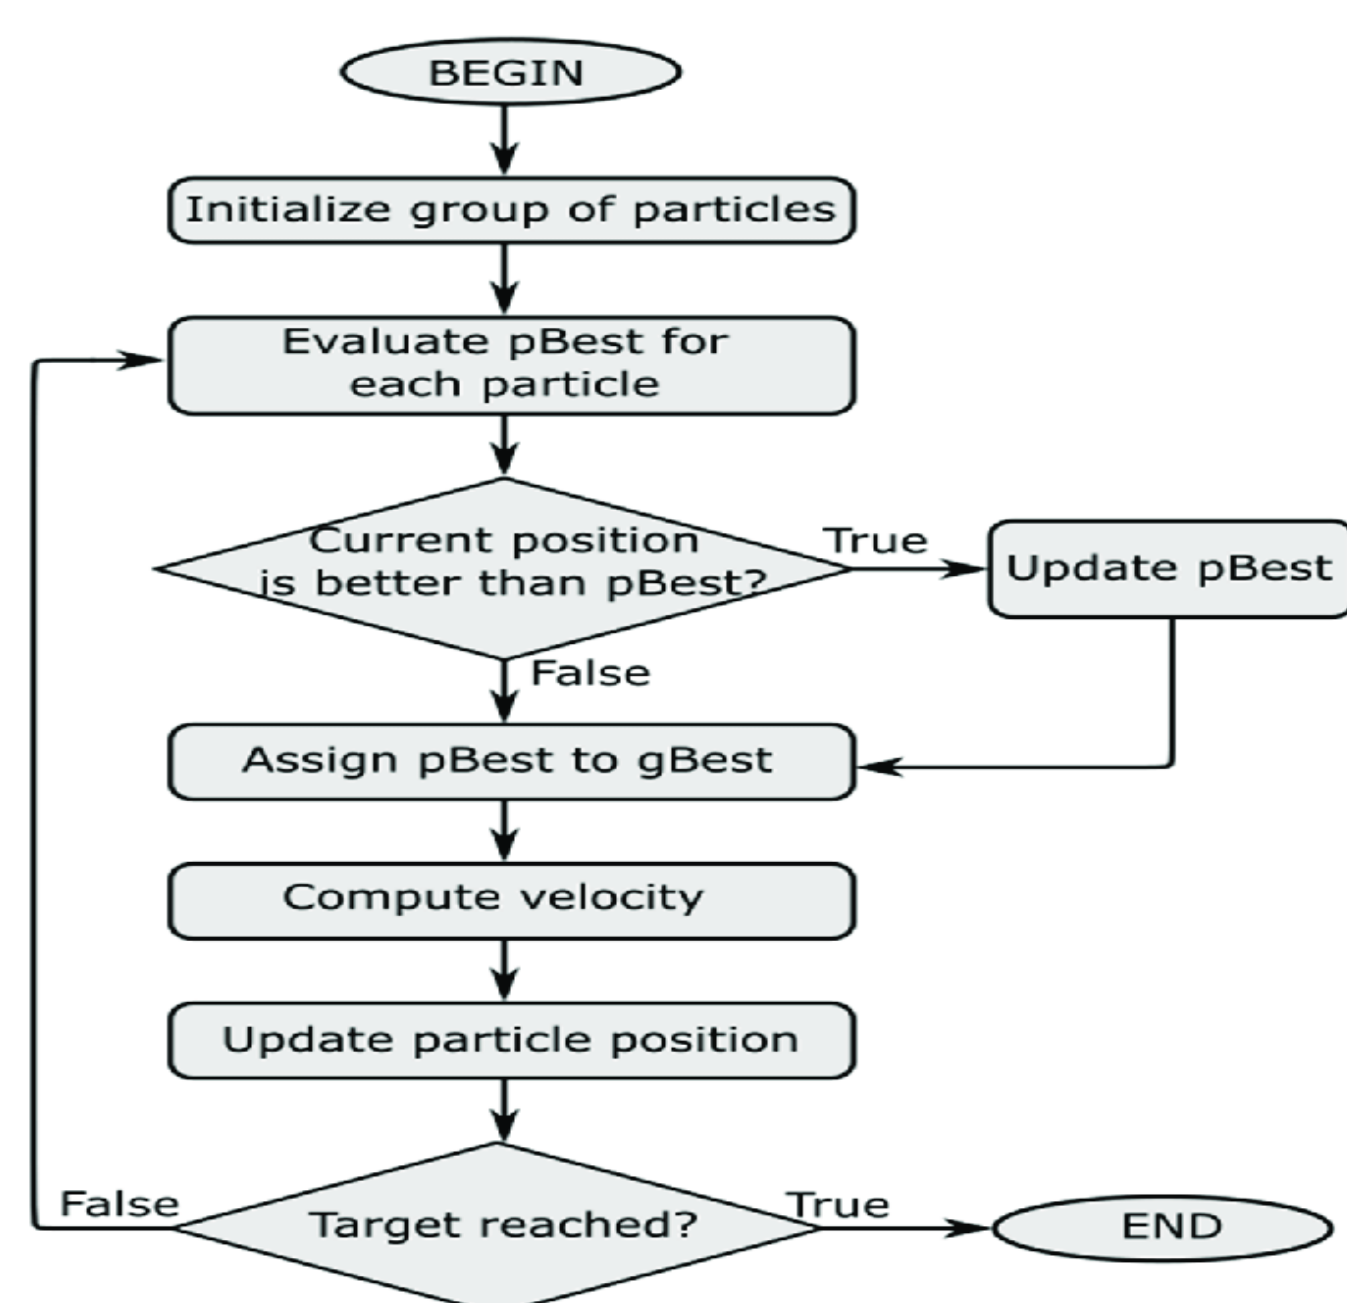 BEGIN
Initialize group of particles
Evaluate pBest for
each particle
Current position
is better than pBest?
True
Update pBest
False
Assign pBest to gBest
Compute velocity
Update particle position
False
Target reached?
True
END